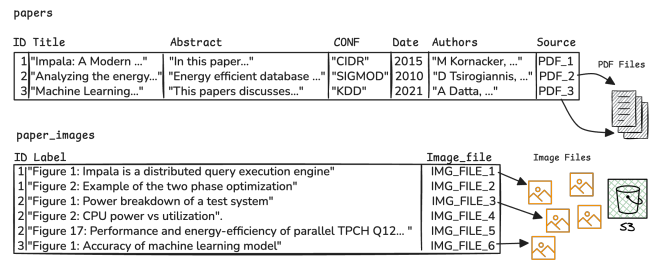 papers
ID Title Abstract CONF Date Authors Source
1 "Impala: A Modern ..." "In this paper..." "CIDR" 2015 "M Kornacker, ..." PDF_1
2 "Analyzing the energy..." "Energy efficient database ..." "SIGMOD" 2010 "D Tsirogiannis, ..." PDF_2
3 "Machine Learning..." "This papers discusses..." "KDD" 2021 "A Datta, ..." PDF_3
PDF Files
paper_images
ID Label Image_file
1 "Figure 1: Impala is a distributed query execution engine" IMG_FILE_1
1 "Figure 2: Example of the two phase optimization" IMG_FILE_2
2 "Figure 1: Power breakdown of a test system" IMG_FILE_3
2 "Figure 2: CPU power vs utilization". IMG_FILE_4
2 "Figure 17: Performance and energy-efficiency of parallel TPCH Q12... " IMG_FILE_5
3 "Figure 1: Accuracy of machine learning model" IMG_FILE_6
Image Files
S3